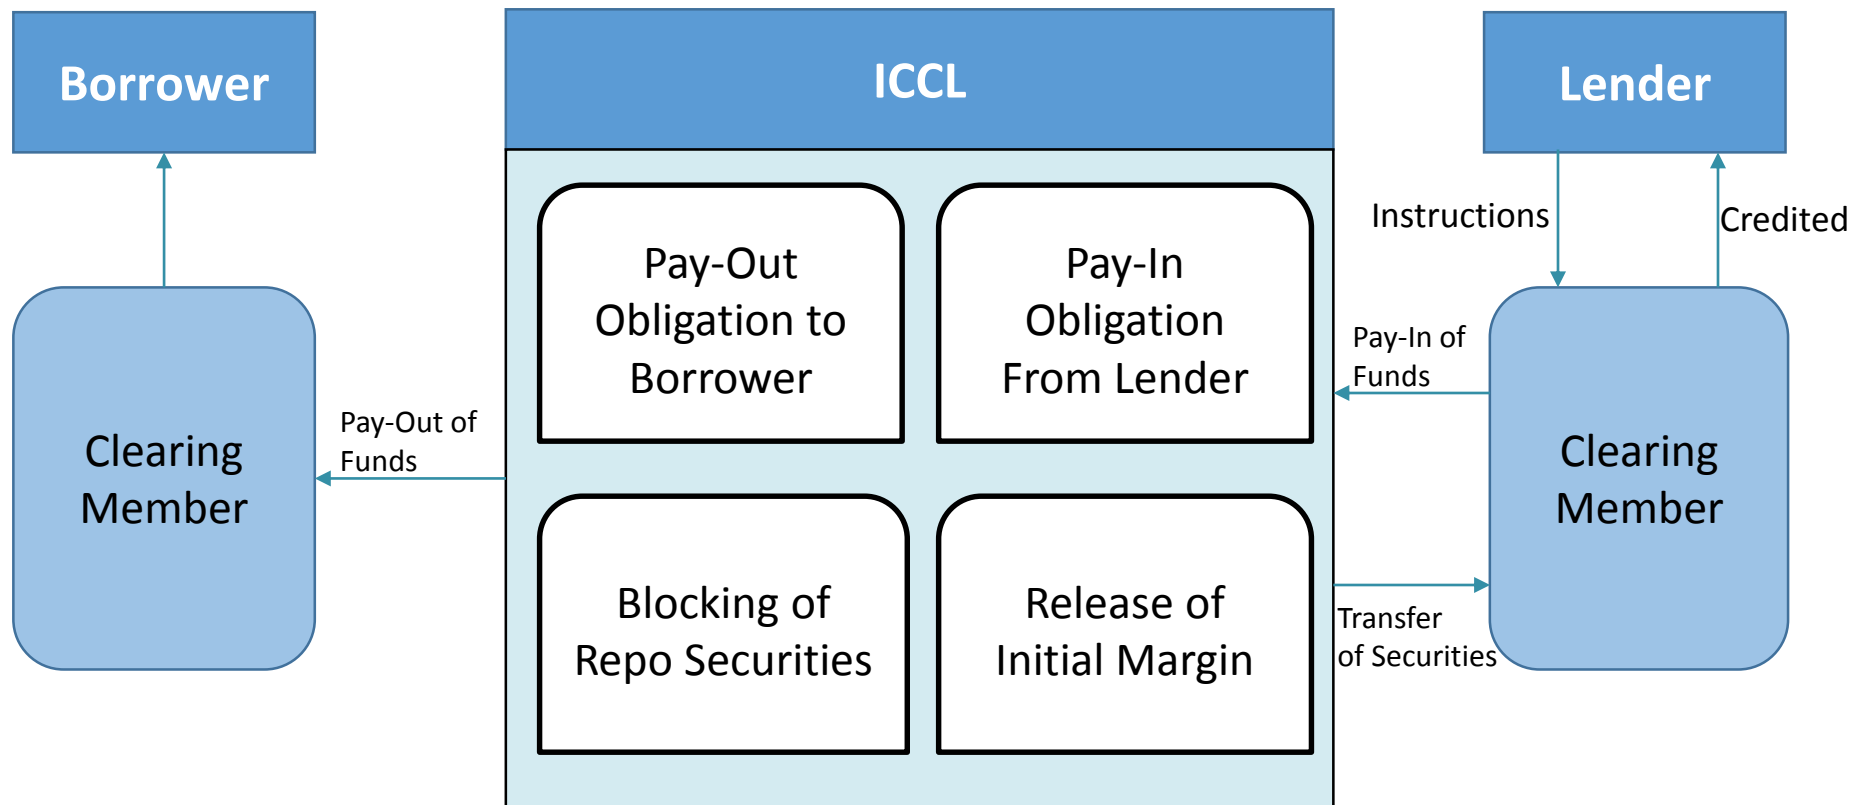 Borrower
ICCL
Lender
Instructions
Credited
Pay-Out
Obligation to
Borrower
Pay-In
Obligation
From Lender
Pay-In of
Funds
Pay-Out of
Funds
Clearing
Member
Clearing
Member
Blocking of
Repo Securities
Release of
Initial Margin
Transfer
of Securities